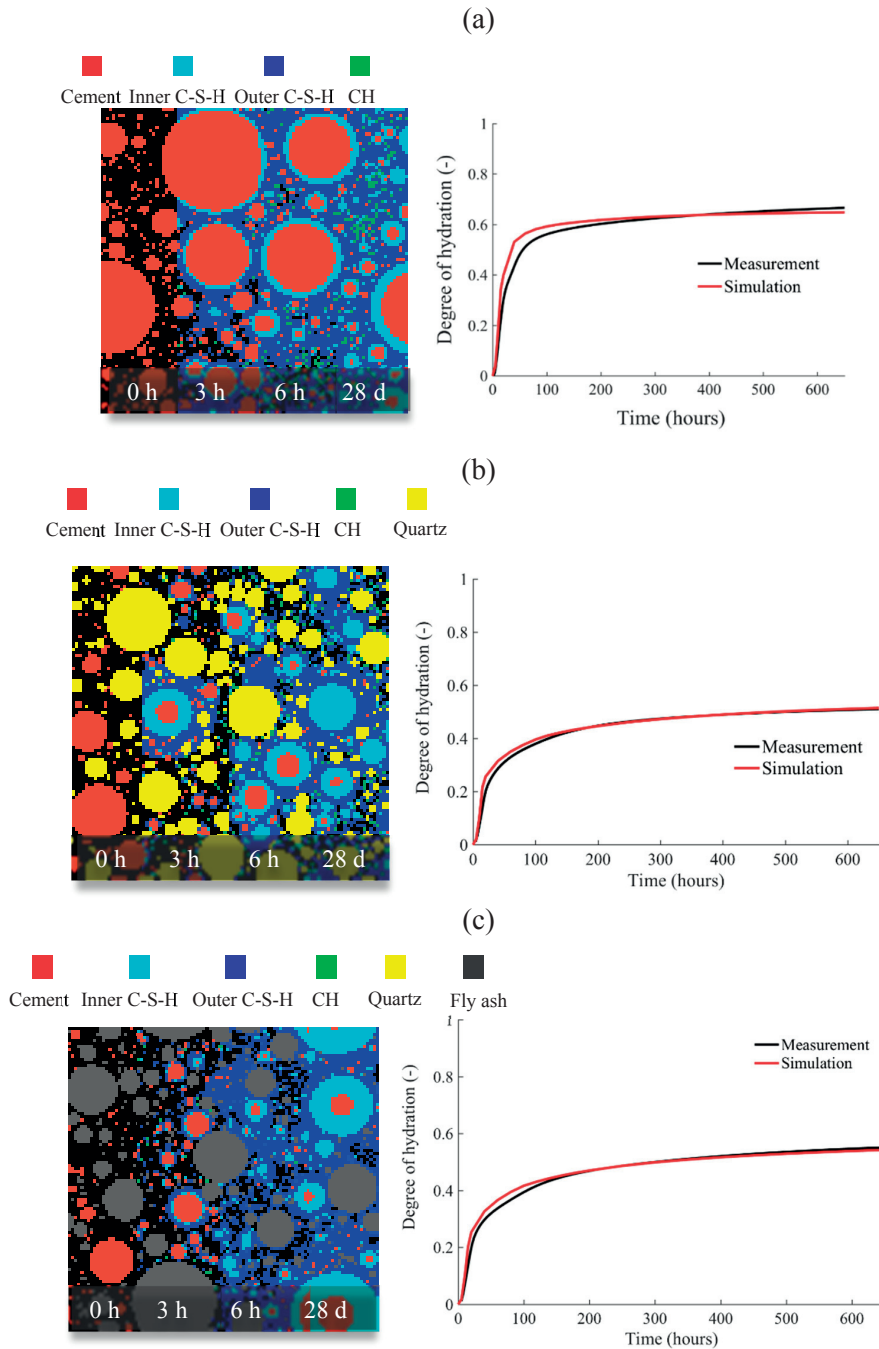 (a)
Cement Inner C-S-H Outer C-S-H CH
0 h 3 h 6 h 28 d
Degree of hydration (-)
1
0.8
0.6
0.4
0.2
0
Measurement
Simulation
0 100 200 300 400 500 600
Time (hours)
(b)
Cement Inner C-S-H Outer C-S-H CH Quartz
0 h 3 h 6 h 28 d
Degree of hydration (-)
1
0.8
0.6
0.4
0.2
0
Measurement
Simulation
0 100 200 300 400 500 600
Time (hours)
(c)
Cement Inner C-S-H Outer C-S-H CH Quartz Fly ash
0 h 3 h 6 h 28 d
Degree of hydration (-)
1
0.8
0.6
0.4
0.2
0
Measurement
Simulation
0 100 200 300 400 500 600
Time (hours)